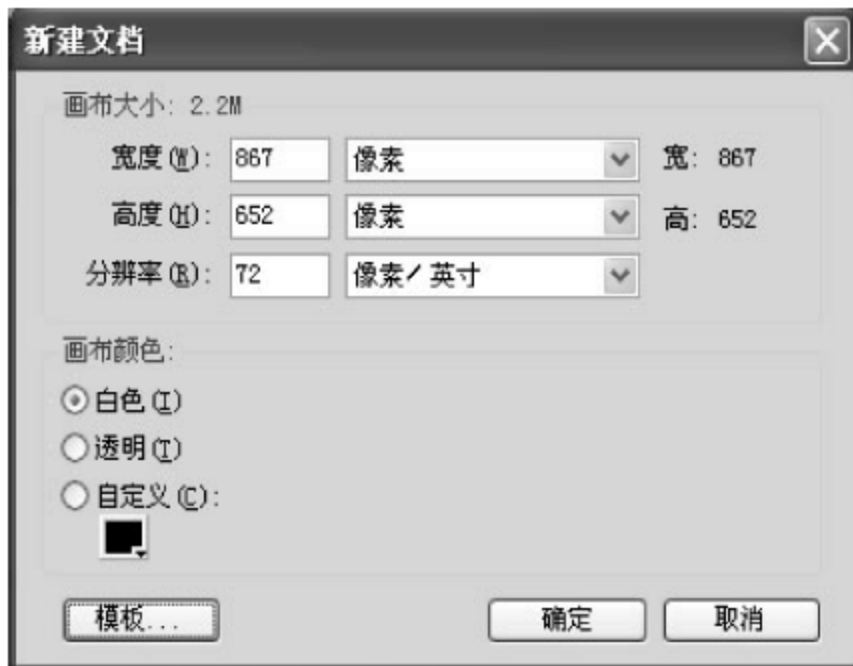 新建文档
画布大小: 2.2M
宽度(W): 867 像素 宽: 867
高度(H): 652 像素 高: 652
分辨率(R): 72 像素/英寸
画布颜色:
白色(I)
透明(T)
自定义(C):
模板... 确定 取消